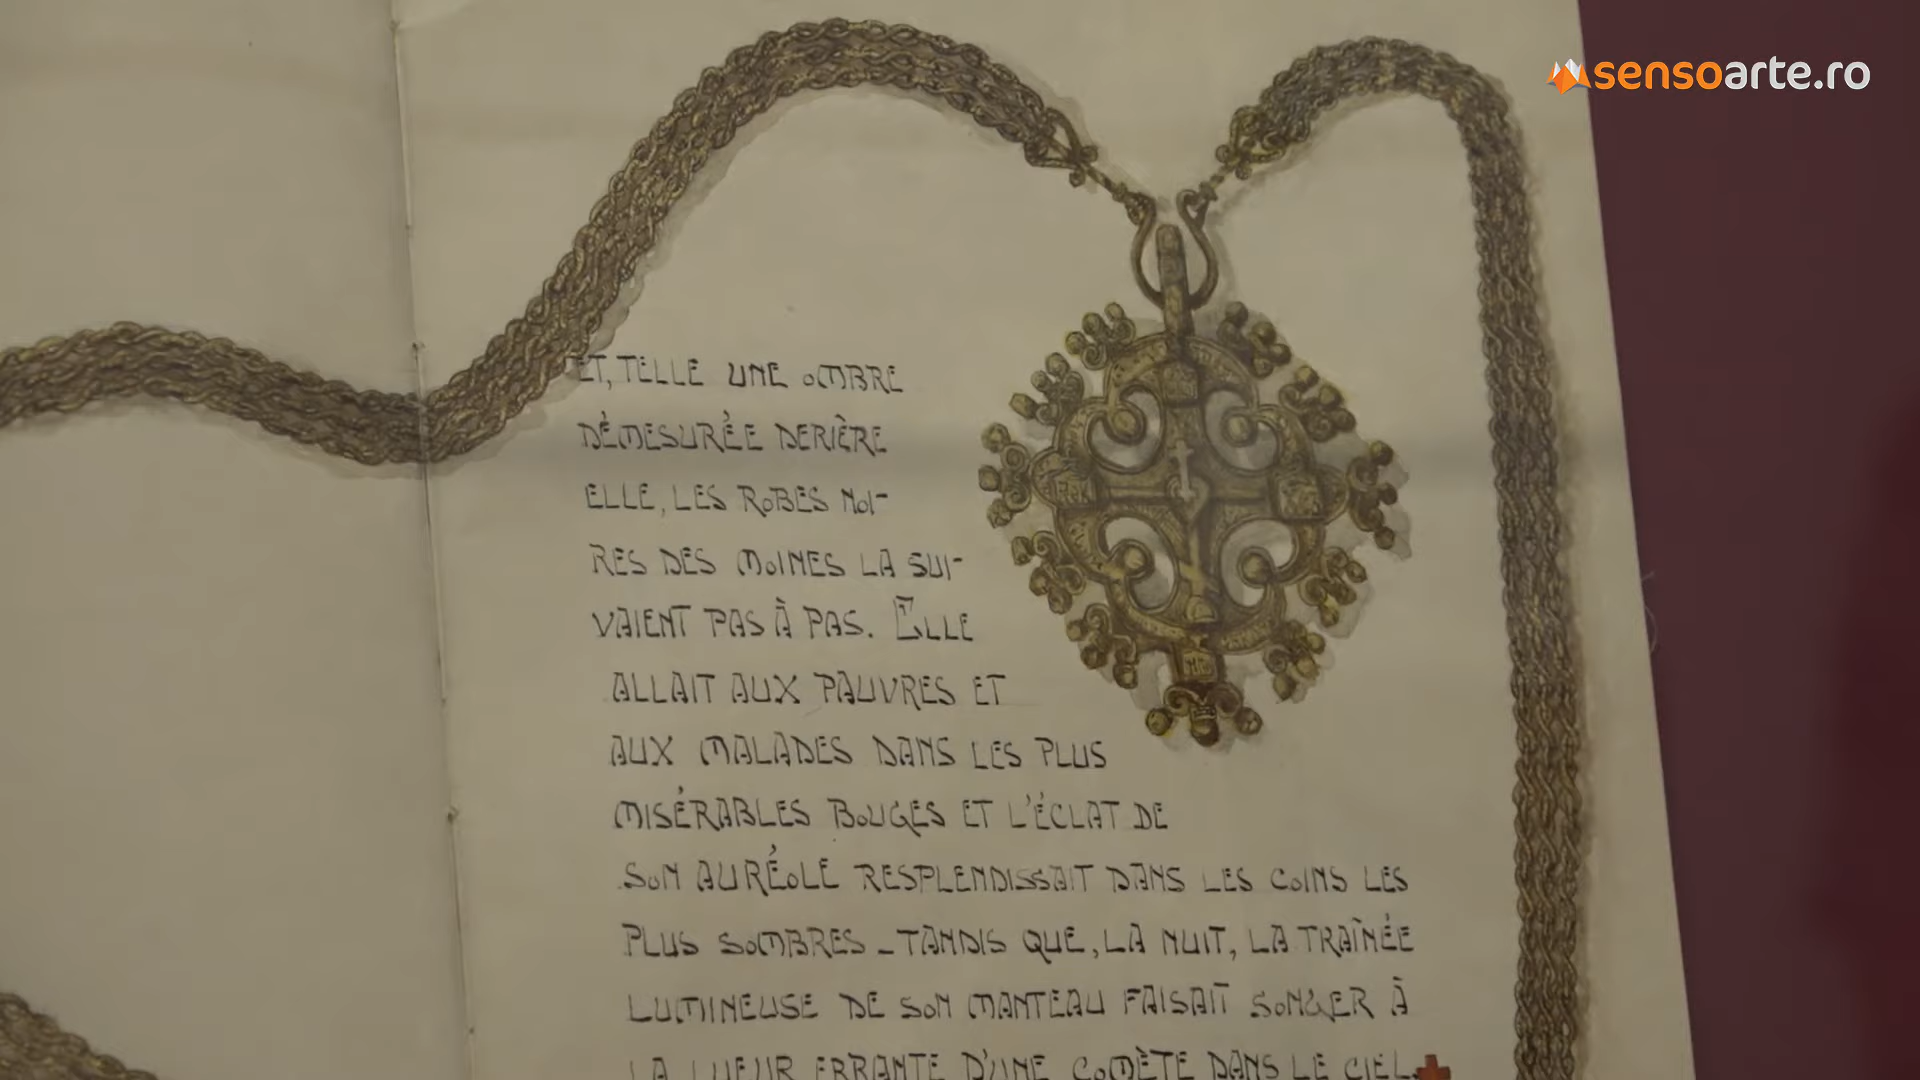 sensoarte.ro
ET, TELLE UNE OMBRE
DÉMESURÉE DERIÈRE
ELLE, LES ROBES NOI-
RES DES MOINES LA SUI-
VAIENT PAS À PAS. ELLE
ALLAIT AUX PAUVRES ET
AUX MALADES DANS LES PLUS
MISÉRABLES BOUGES ET L'ÉCLAT DE
SON AURÉOLE RESPLENDISSAIT DANS LES COINS LES
PLUS SOMBRES – TANDIS QUE, LA NUIT, LA TRAÎNÉE
LUMINEUSE DE SON MANTEAU FAISAIT SONGER À
LA LUEUR ERRANTE D'UNE COMÈTE DANS LE CIEL.